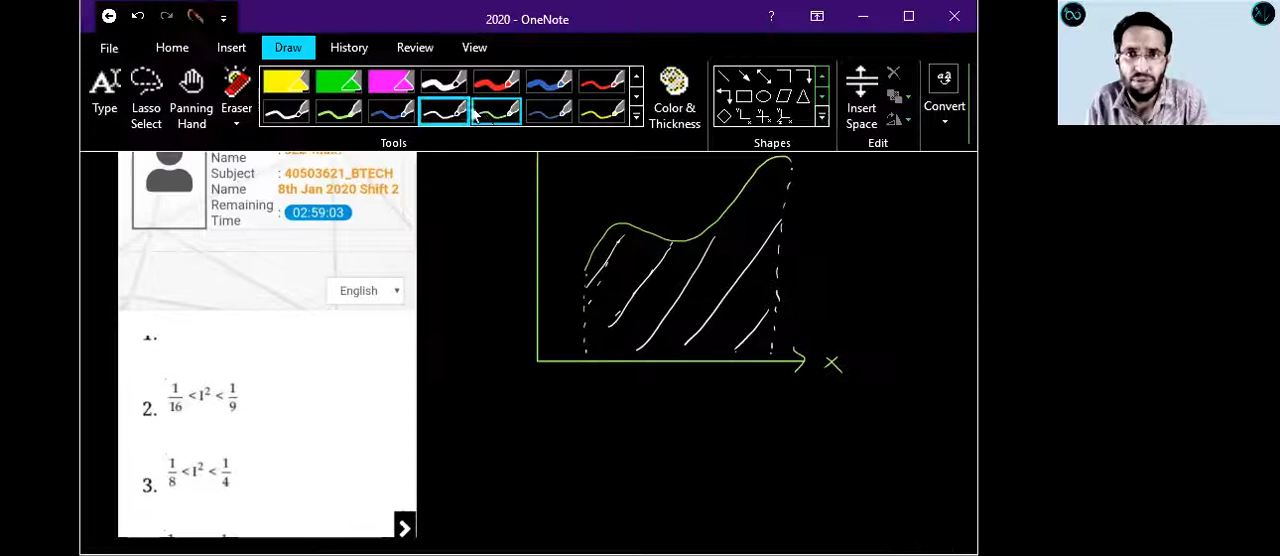 2020 - OneNote
?
File
Home
Insert
Draw
History
Review
View
Type
Lasso Select
Panning Hand
Eraser
Color & Thickness
Insert Space
Convert
Tools
Shapes
Edit
Name
Subject : 40503621_BTECH
Name 8th Jan 2020 Shift 2
Remaining Time : 02:59:03
English
1.
2. 1/16 < I² < 1/9
3. 1/8 < I² < 1/4
x